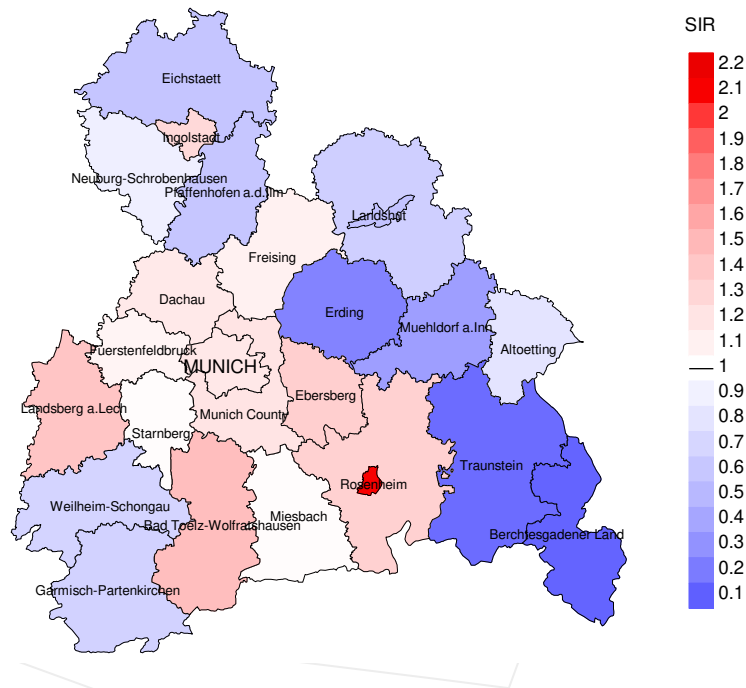 SIR
Eichstaett
Ingolstadt
Neuburg-Schrobenhausen
Pfaffenhofen a.d.Ilm
Landshut
Freising
Dachau
Erding
Muehldorf a.Inn
Altoetting
Fuerstenfeldbruck
MUNICH
Ebersberg
Landsberg a.Lech
Munich County
Starnberg
Traunstein
Rosenheim
Weilheim-Schongau
Miesbach
Bad Toelz-Wolfratshausen
Berchtesgadener Land
Garmisch-Partenkirchen
2.2
2.1
2
1.9
1.8
1.7
1.6
1.5
1.4
1.3
1.2
1.1
1
0.9
0.8
0.7
0.6
0.5
0.4
0.3
0.2
0.1